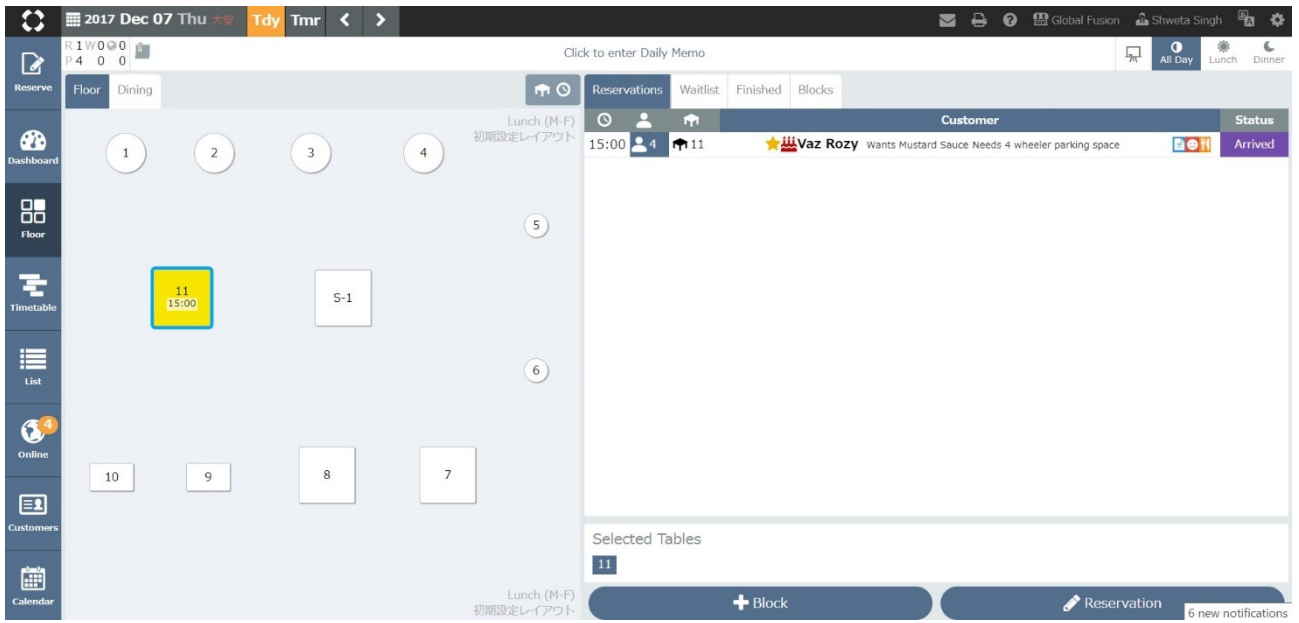 2017 Dec 07 Thu 大安 Tdy Tmr Global Fusion Shweta Singh
R 1 W 0 0
P 4 0 0
Click to enter Daily Memo
All Day Lunch Dinner
Reserve
Dashboard
Floor
Timetable
List
4
Online
Customers
Calendar
Floor Dining
Lunch (M-F)
初期設定レイアウト
1 2 3 4
5
11 S-1
15:00
6
10 9 8 7
Lunch (M-F)
初期設定レイアウト
Reservations Waitlist Finished Blocks
Customer Status
15:00 4 11 Vaz Rozy Wants Mustard Sauce Needs 4 wheeler parking space Arrived
Selected Tables
11
Block Reservation
6 new notifications